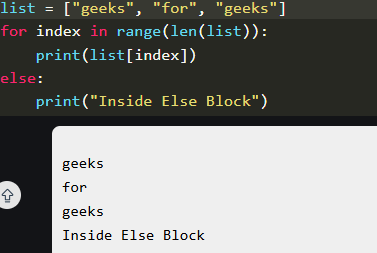 list = ["geeks", "for", "geeks"]
for index in range(len(list)):
    print(list[index])
else:
    print("Inside Else Block")
geeks
for
geeks
Inside Else Block